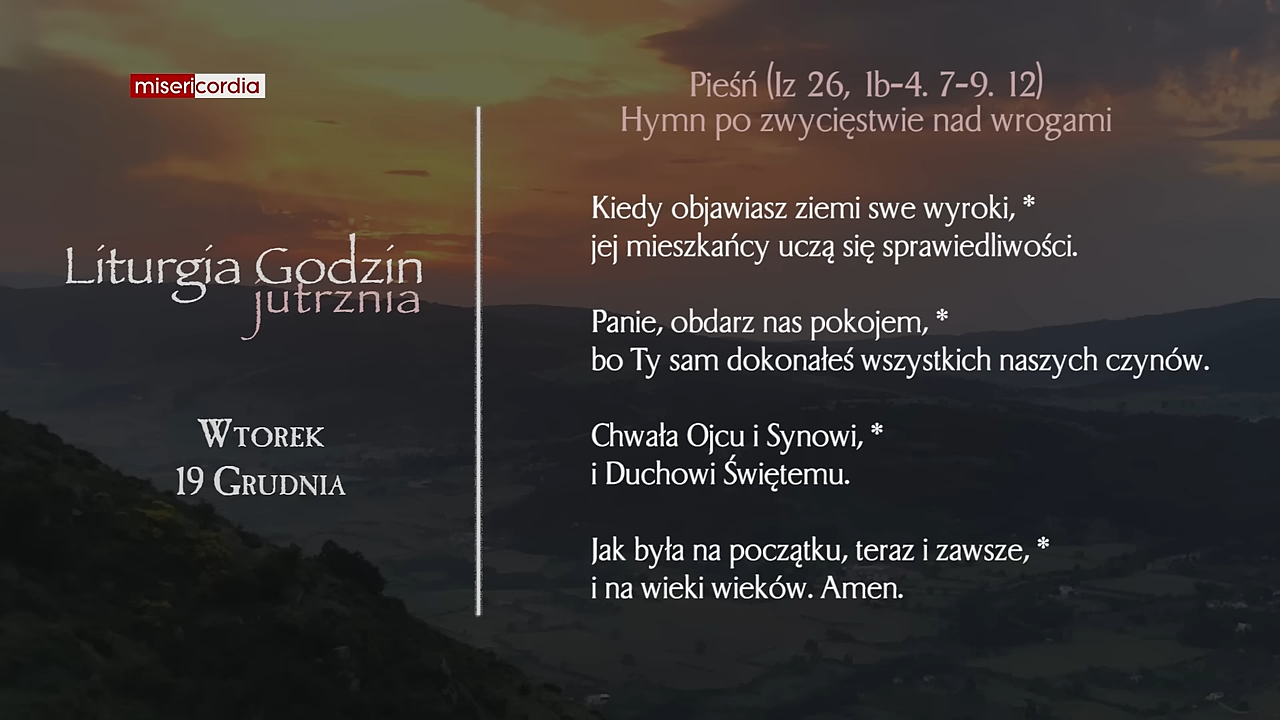 misericordia
Liturgia Godzin
jutrznia
Wtorek
19 Grudnia
Pieśń (Iz 26, 1b-4. 7-9. 12)
Hymn po zwycięstwie nad wrogami
Kiedy objawiasz ziemi swe wyroki, *
jej mieszkańcy uczą się sprawiedliwości.
Panie, obdarz nas pokojem, *
bo Ty sam dokonałeś wszystkich naszych czynów.
Chwała Ojcu i Synowi, *
i Duchowi Świętemu.
Jak była na początku, teraz i zawsze, *
i na wieki wieków. Amen.